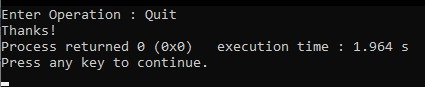 Enter Operation : Quit
Thanks!
Process returned 0 (0x0)   execution time : 1.964 s
Press any key to continue.